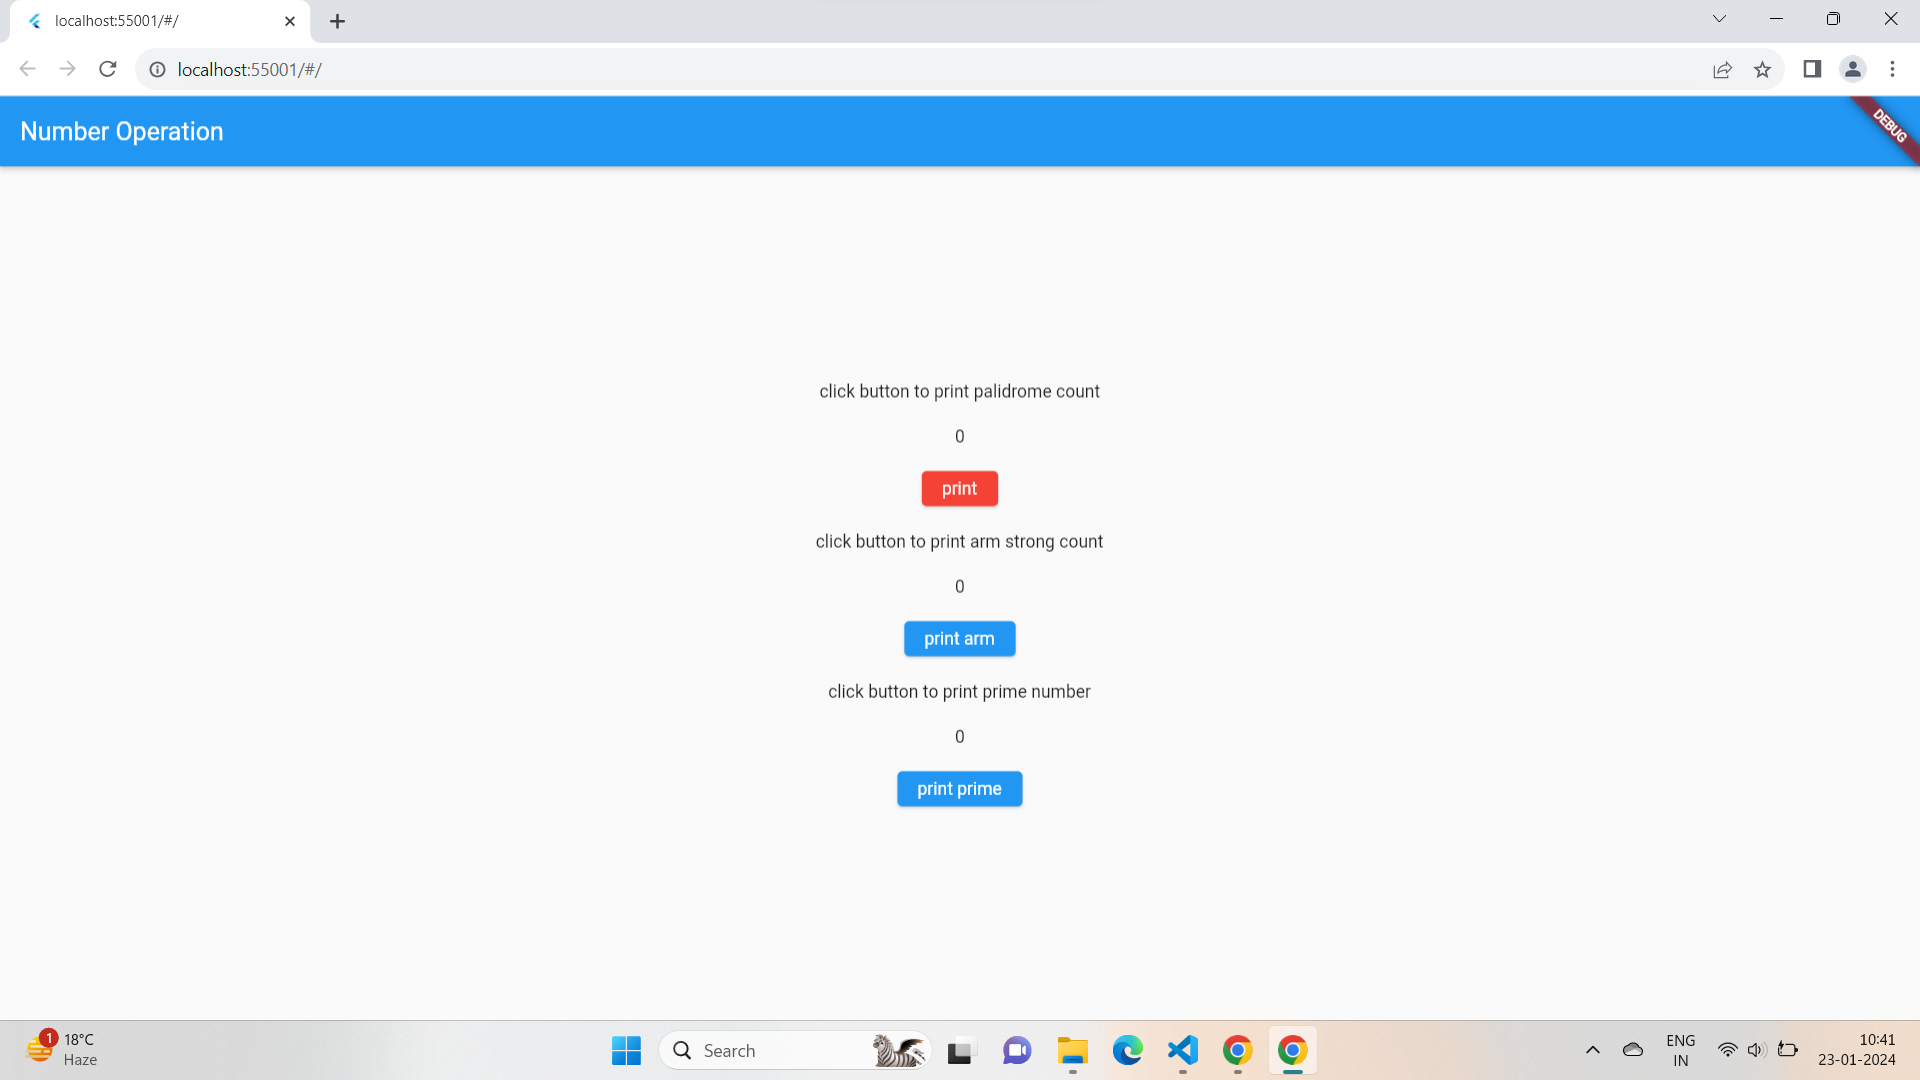 localhost:55001/#/
localhost:55001/#/
Number Operation
DEBUG
click button to print palidrome count
0
print
click button to print arm strong count
0
print arm
click button to print prime number
0
print prime
1
18°C
Haze
Search
ENG
IN
10:41
23-01-2024